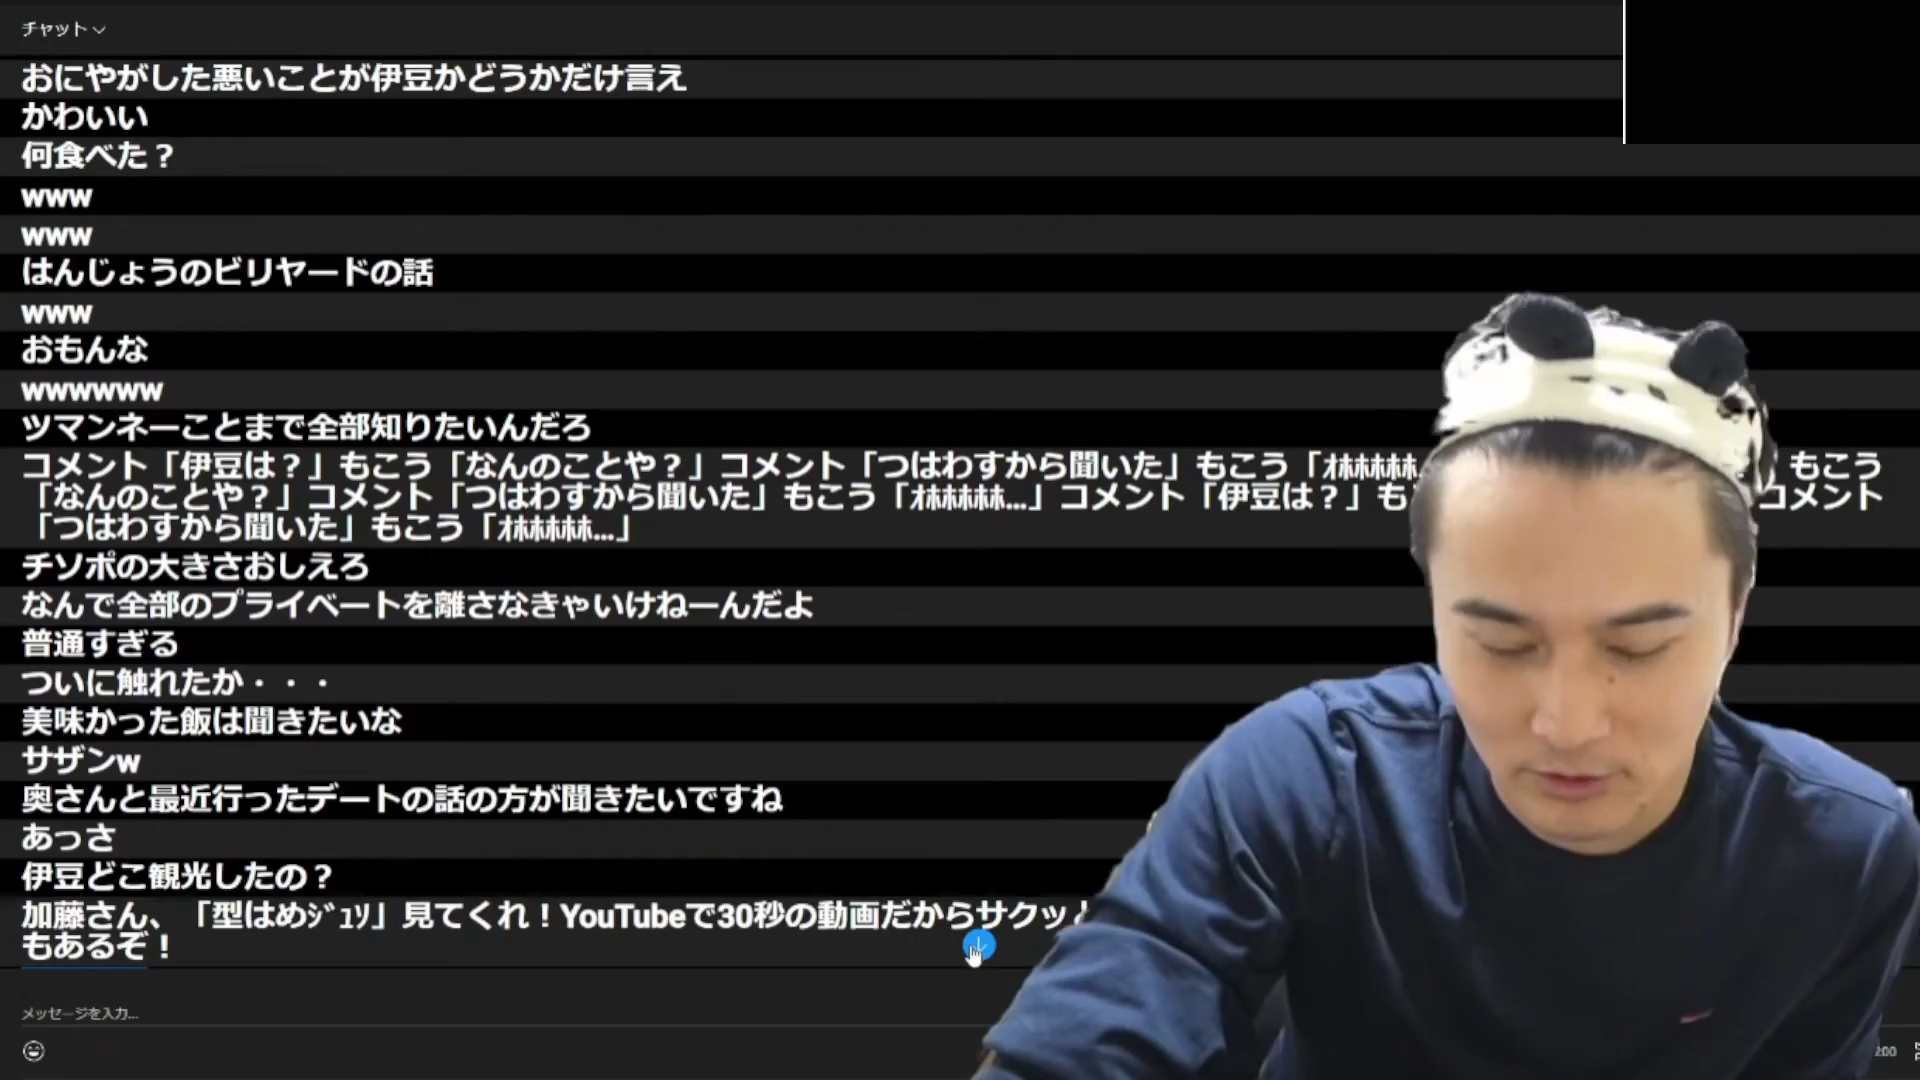 チャット
おにやがした悪いことが伊豆かどうかだけ言え
かわいい
何食べた？
www
www
はんじょうのビリヤードの話
www
おもんな
wwwwww
ツマンネーことまで全部知りたいんだろ
コメント「伊豆は？」もこう「なんのことや？」コメント「つはわすから聞いた」もこう「ｵﾎﾎﾎﾎﾎ 」もこう
「なんのことや？」コメント「つはわすから聞いた」もこう「ｵﾎﾎﾎﾎﾎ...」コメント「伊豆は？」も コメント
「つはわすから聞いた」もこう「ｵﾎﾎﾎﾎﾎ...」
チソポの大きさおしえろ
なんで全部のプライベートを離さなきゃいけねーんだよ
普通すぎる
ついに触れたか・・・
美味かった飯は聞きたいな
サザンw
奥さんと最近行ったデートの話の方が聞きたいですね
あっさ
伊豆どこ観光したの？
加藤さん、「型はめｼﾞｭﾘ」見てくれ！YouTubeで30秒の動画だからサクッ
もあるぞ！
メッセージを入力...
200